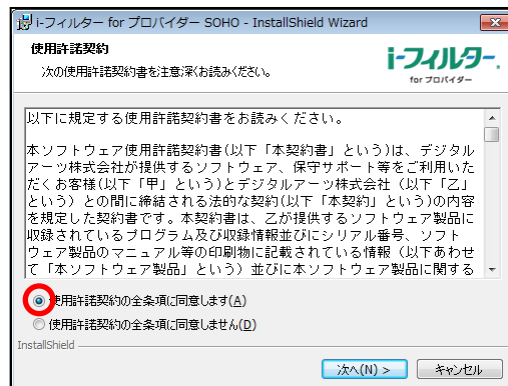 i-フィルター for プロバイダー SOHO - InstallShield Wizard
使用許諾契約
次の使用許諾契約書を注意深くお読みください。
i-フィルター.
for プロバイダー
以下に規定する使用許諾契約書をお読みください。
本ソフトウェア使用許諾契約書(以下「本契約書」という)は、デジタル
アーツ株式会社が提供するソフトウェア、保守サポート等をご利用いた
だくお客様(以下「甲」という)とデジタルアーツ株式会社（以下「乙」
という）との間に締結される法的な契約(以下「本契約」という)の内容
を規定した契約書です。本契約書は、乙が提供するソフトウェア製品に
収録されているプログラム及び収録情報並びにシリアル番号、ソフト
ウェア製品のマニュアル等の印刷物に記載されている情報（以下あわせ
て「本ソフトウェア製品」という）並びに本ソフトウェア製品に関する
使用許諾契約の全条項に同意します(A)
使用許諾契約の全条項に同意しません(D)
InstallShield
次へ(N) >
キャンセル